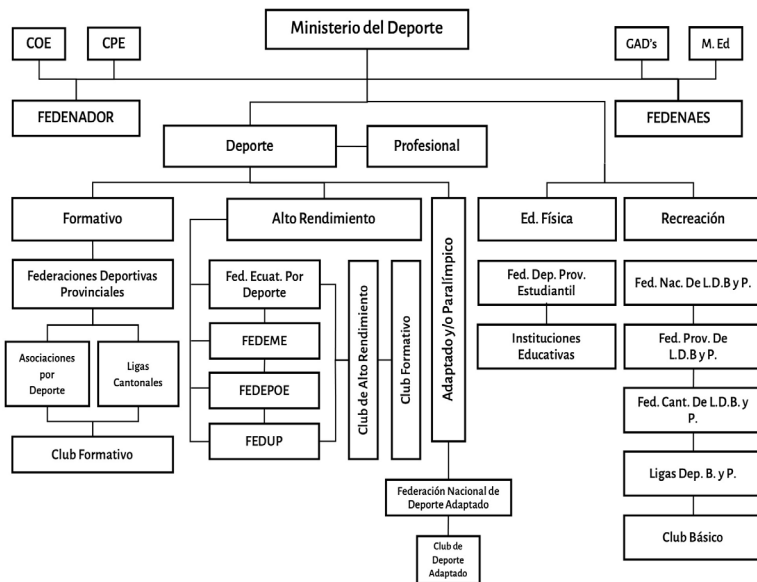 Ministerio del Deporte
COE
CPE
GAD's
M. Ed
FEDENADOR
FEDENAES
Deporte
Profesional
Formativo
Alto Rendimiento
Adaptado y/o Paralímpico
Ed. Física
Recreación
Federaciones Deportivas
Provinciales
Fed. Ecuat. Por
Deporte
Club de Alto Rendimiento
Club Formativo
Fed. Dep. Prov.
Estudiantil
Fed. Nac. De L.D.B y P.
FEDEME
Instituciones
Educativas
Fed. Prov. De
L.D.B y P.
Asociaciones
por
Deporte
Ligas
Cantonales
FEDEPOE
Fed. Cant. De L.D.B. y
P.
Club Formativo
FEDUP
Ligas Dep. B. y P.
Federación Nacional de
Deporte Adaptado
Club Básico
Club de
Deporte
Adaptado